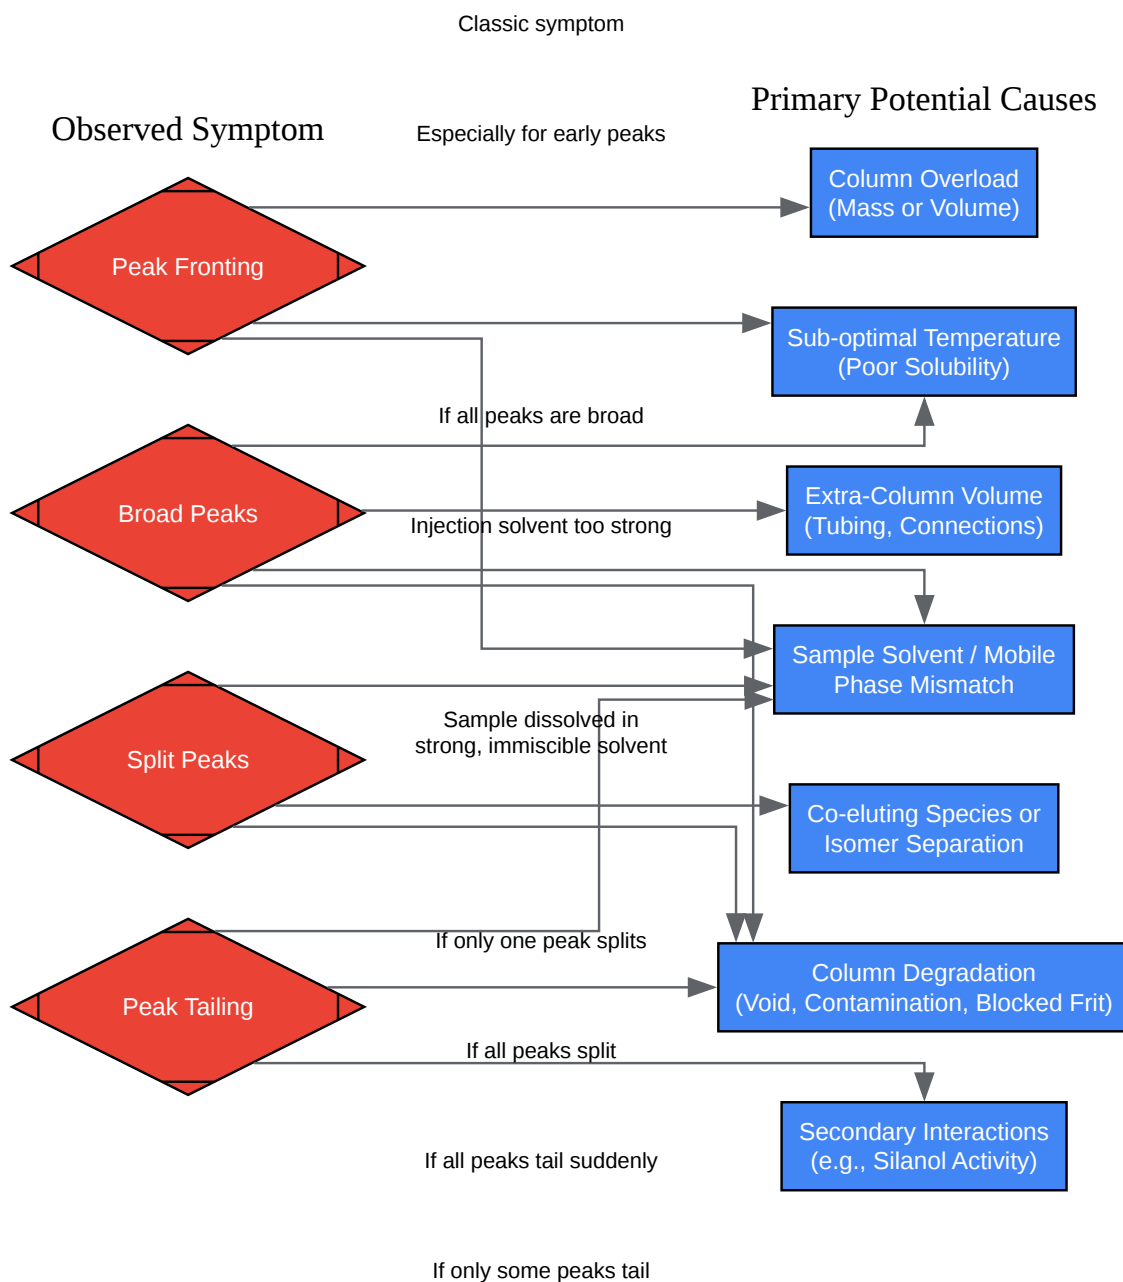 Classic symptom
Primary Potential Causes
Observed Symptom
Especially for early peaks
Column Overload
(Mass or Volume)
Peak Fronting
Sub-optimal Temperature
(Poor Solubility)
If all peaks are broad
Broad Peaks
Extra-Column Volume
(Tubing, Connections)
Injection solvent too strong
Sample Solvent / Mobile
Phase Mismatch
Sample dissolved in
strong, immiscible solvent
Split Peaks
Co-eluting Species or
Isomer Separation
If only one peak splits
Peak Tailing
Column Degradation
(Void, Contamination, Blocked Frit)
If all peaks split
Secondary Interactions
(e.g., Silanol Activity)
If all peaks tail suddenly
If only some peaks tail